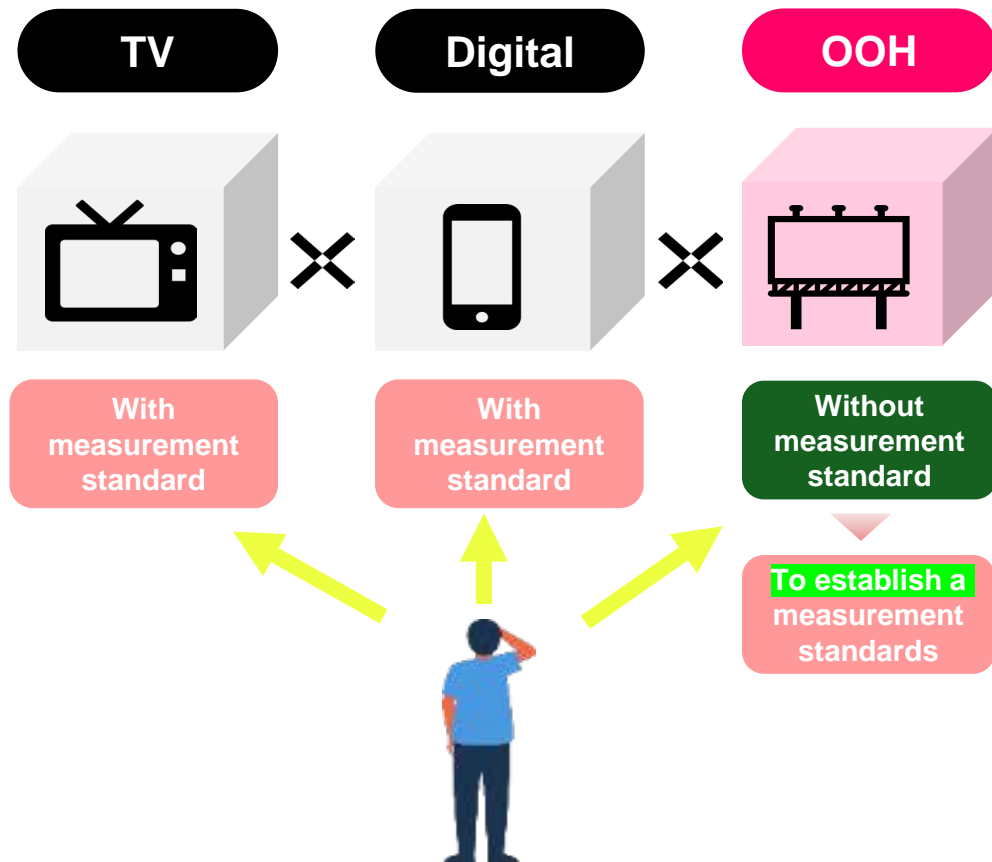 TV
Digital
OOH
With
measurement
standard
With
measurement
standard
Without
measurement
standard
To establish a
measurement
standards